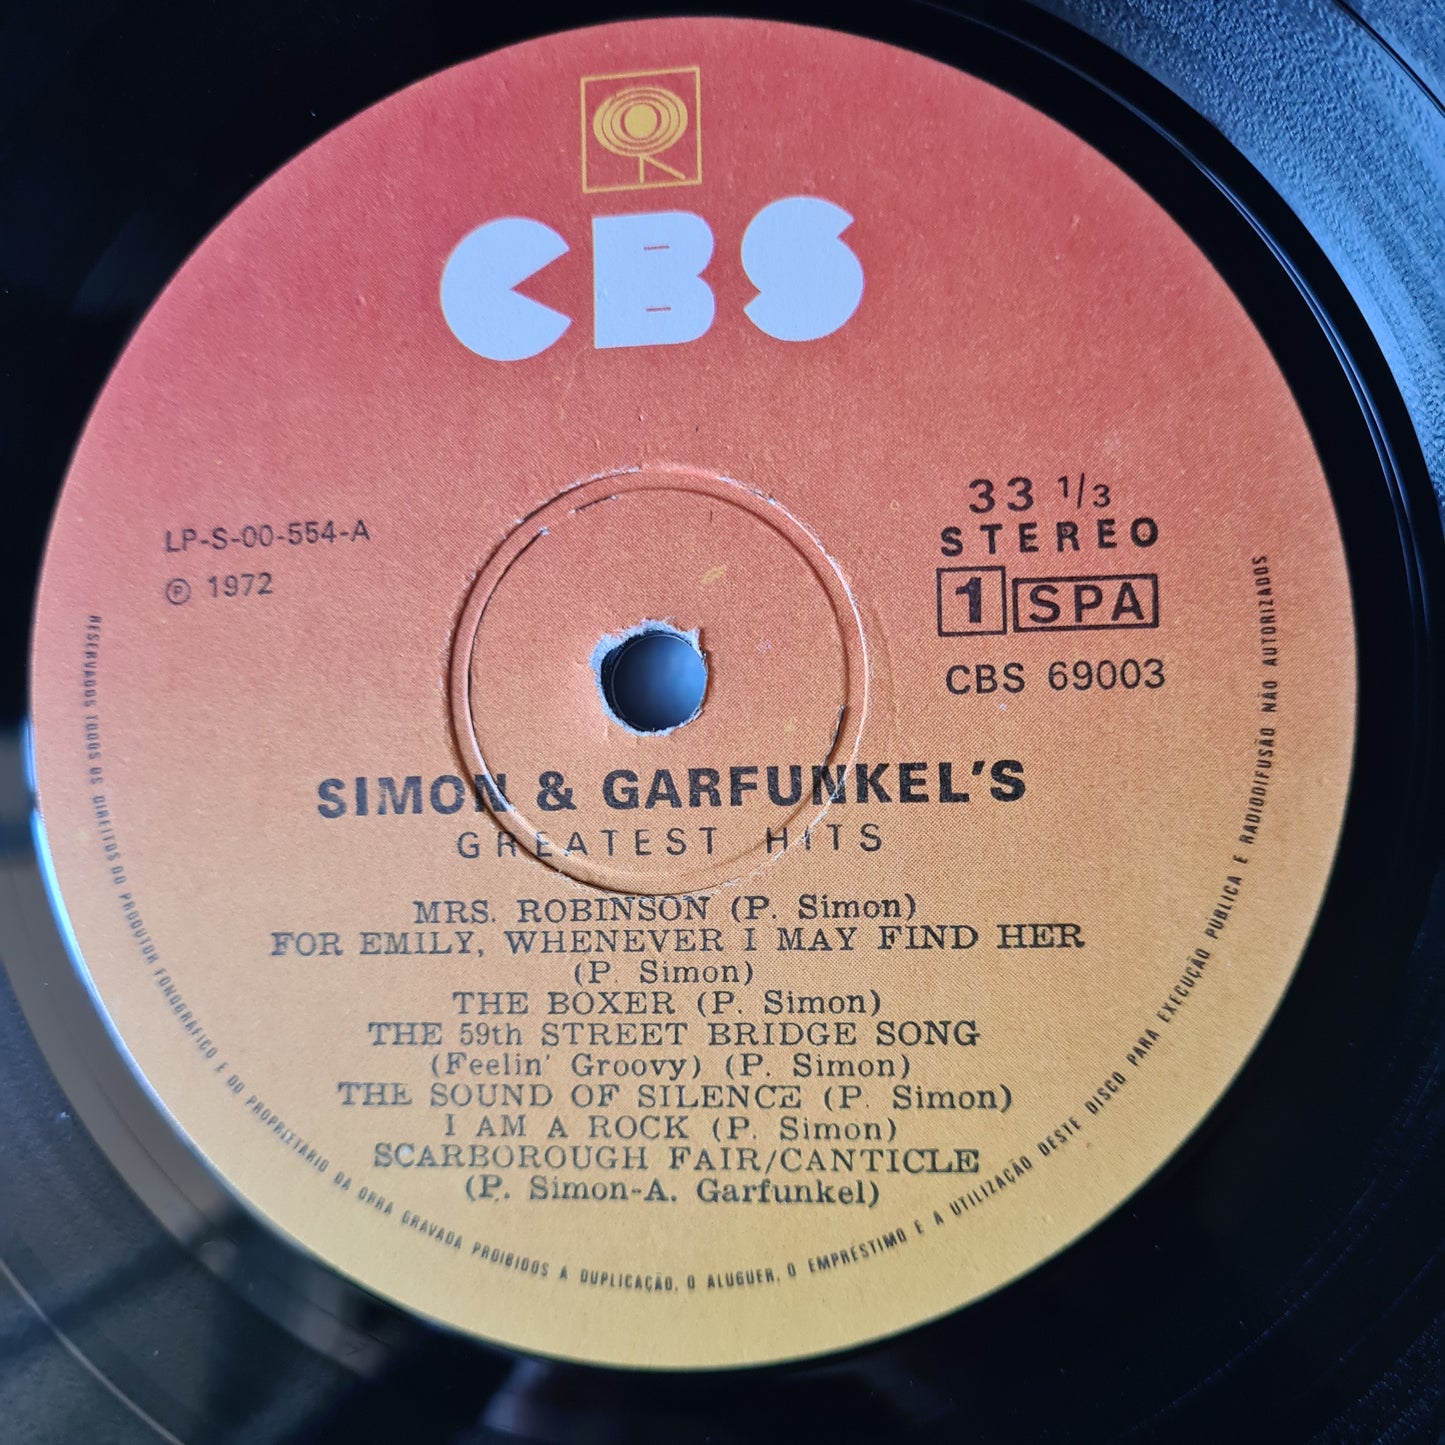 CBS
33 1/3
STEREO
LP-S-00-554-A
℗ 1972
1 SPA
CBS 69003
SIMON & GARFUNKEL'S
GREATEST HITS
MRS. ROBINSON (P. Simon)
FOR EMILY, WHENEVER I MAY FIND HER
(P. Simon)
THE BOXER (P. Simon)
THE 59th STREET BRIDGE SONG
(Feelin' Groovy) (P. Simon)
THE SOUND OF SILENCE (P. Simon)
I AM A ROCK (P. Simon)
SCARBOROUGH FAIR/CANTICLE
(P. Simon-A. Garfunkel)
RESERVADOS TODOS OS DIREITOS DO PRODUTOR FONOGRÁFICO E DO PROPRIETÁRIO DA OBRA GRAVADA PROIBIDOS A DUPLICAÇÃO, O ALUGUER, O EMPRÉSTIMO E A UTILIZAÇÃO DESTE DISCO PARA EXECUÇÃO PÚBLICA E RADIODIFUSÃO NÃO AUTORIZADOS